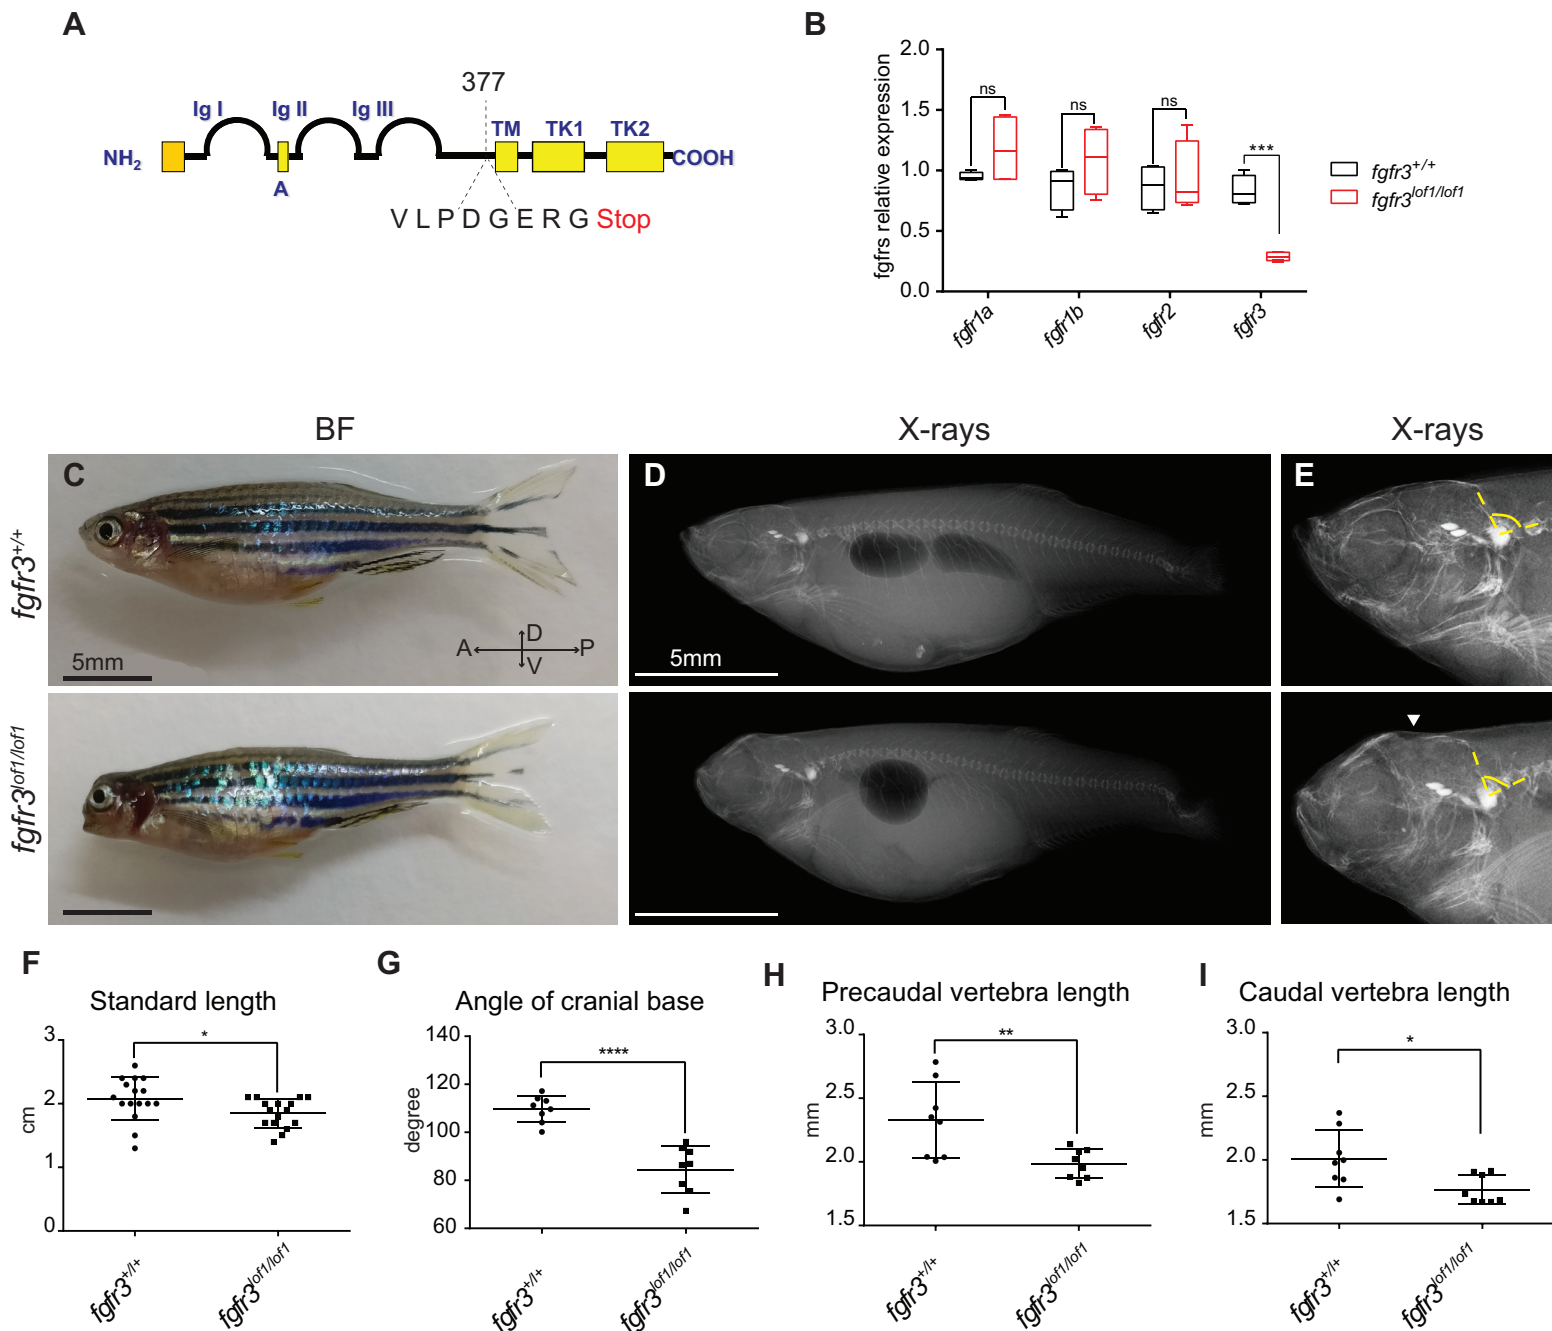 A
377
Ig I Ig II Ig III
TM TK1 TK2
NH2 COOH
A
V L P D G E R G Stop
B
fgfrs relative expression
2.0
1.5
1.0
0.5
0.0
ns ns ns ***
fgfr1a fgfr1b fgfr2 fgfr3
fgfr3+/+
fgfr3lof1/lof1
BF X-rays X-rays
fgfr3+/+
C
5mm
A D P V
D
5mm
E
fgfr3lof1/lof1
F
Standard length
cm
3
2
1
0
*
fgfr3+/+ fgfr3lof1/lof1
G
Angle of cranial base
degree
140
120
100
80
60
****
fgfr3+/+ fgfr3lof1/lof1
H
Precaudal vertebra length
mm
3.0
2.5
2.0
1.5
**
fgfr3+/+ fgfr3lof1/lof1
I
Caudal vertebra length
mm
3.0
2.5
2.0
1.5
*
fgfr3+/+ fgfr3lof1/lof1